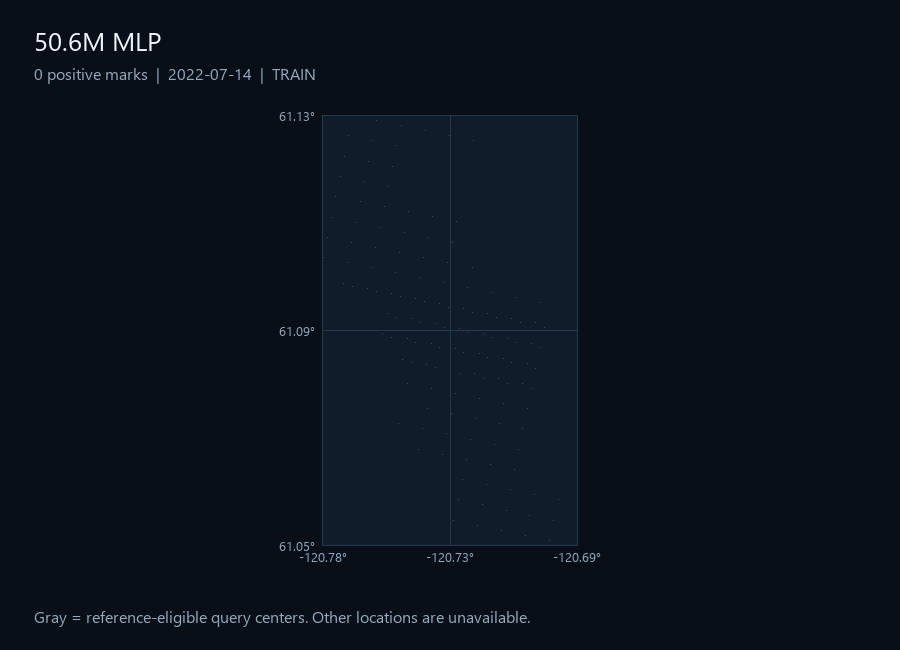 50.6M MLP
0 positive marks | 2022-07-14 | TRAIN
61.13°
61.09°
61.05°
-120.78° -120.73° -120.69°
Gray = reference-eligible query centers. Other locations are unavailable.